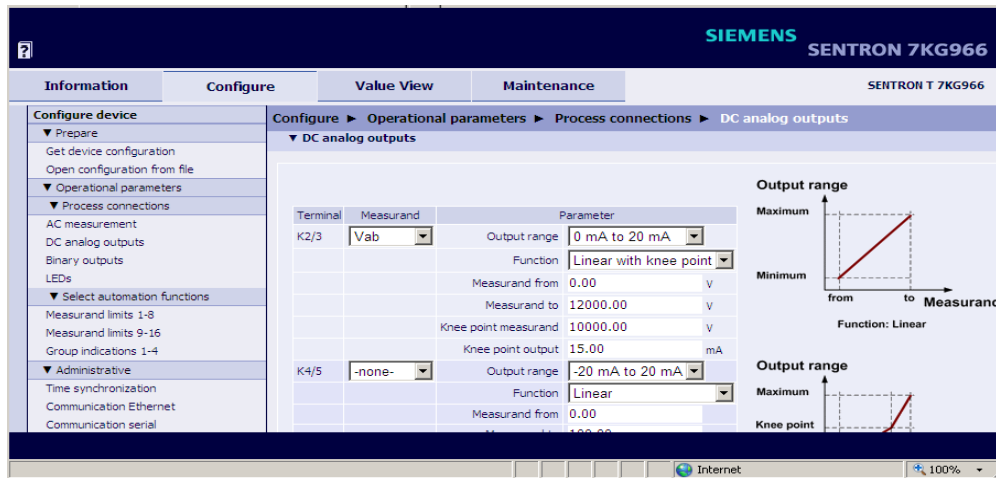 ?
SIEMENS
SENTRON 7KG966
Information Configure Value View Maintenance SENTRON T 7KG966
Configure device
▼ Prepare
Get device configuration
Open configuration from file
▼ Operational parameters
▼ Process connections
AC measurement
DC analog outputs
Binary outputs
LEDs
▼ Select automation functions
Measurand limits 1-8
Measurand limits 9-16
Group indications 1-4
▼ Administrative
Time synchronization
Communication Ethernet
Communication serial
Configure ► Operational parameters ► Process connections ► DC analog outputs
▼ DC analog outputs
Terminal Measurand Parameter
K2/3 Vab Output range 0 mA to 20 mA
Function Linear with knee point
Measurand from 0.00 V
Measurand to 12000.00 V
Knee point measurand 10000.00 V
Knee point output 15.00 mA
K4/5 -none- Output range -20 mA to 20 mA
Function Linear
Measurand from 0.00
Output range
Maximum
Minimum
from to Measurand
Function: Linear
Output range
Maximum
Knee point
Internet 100%